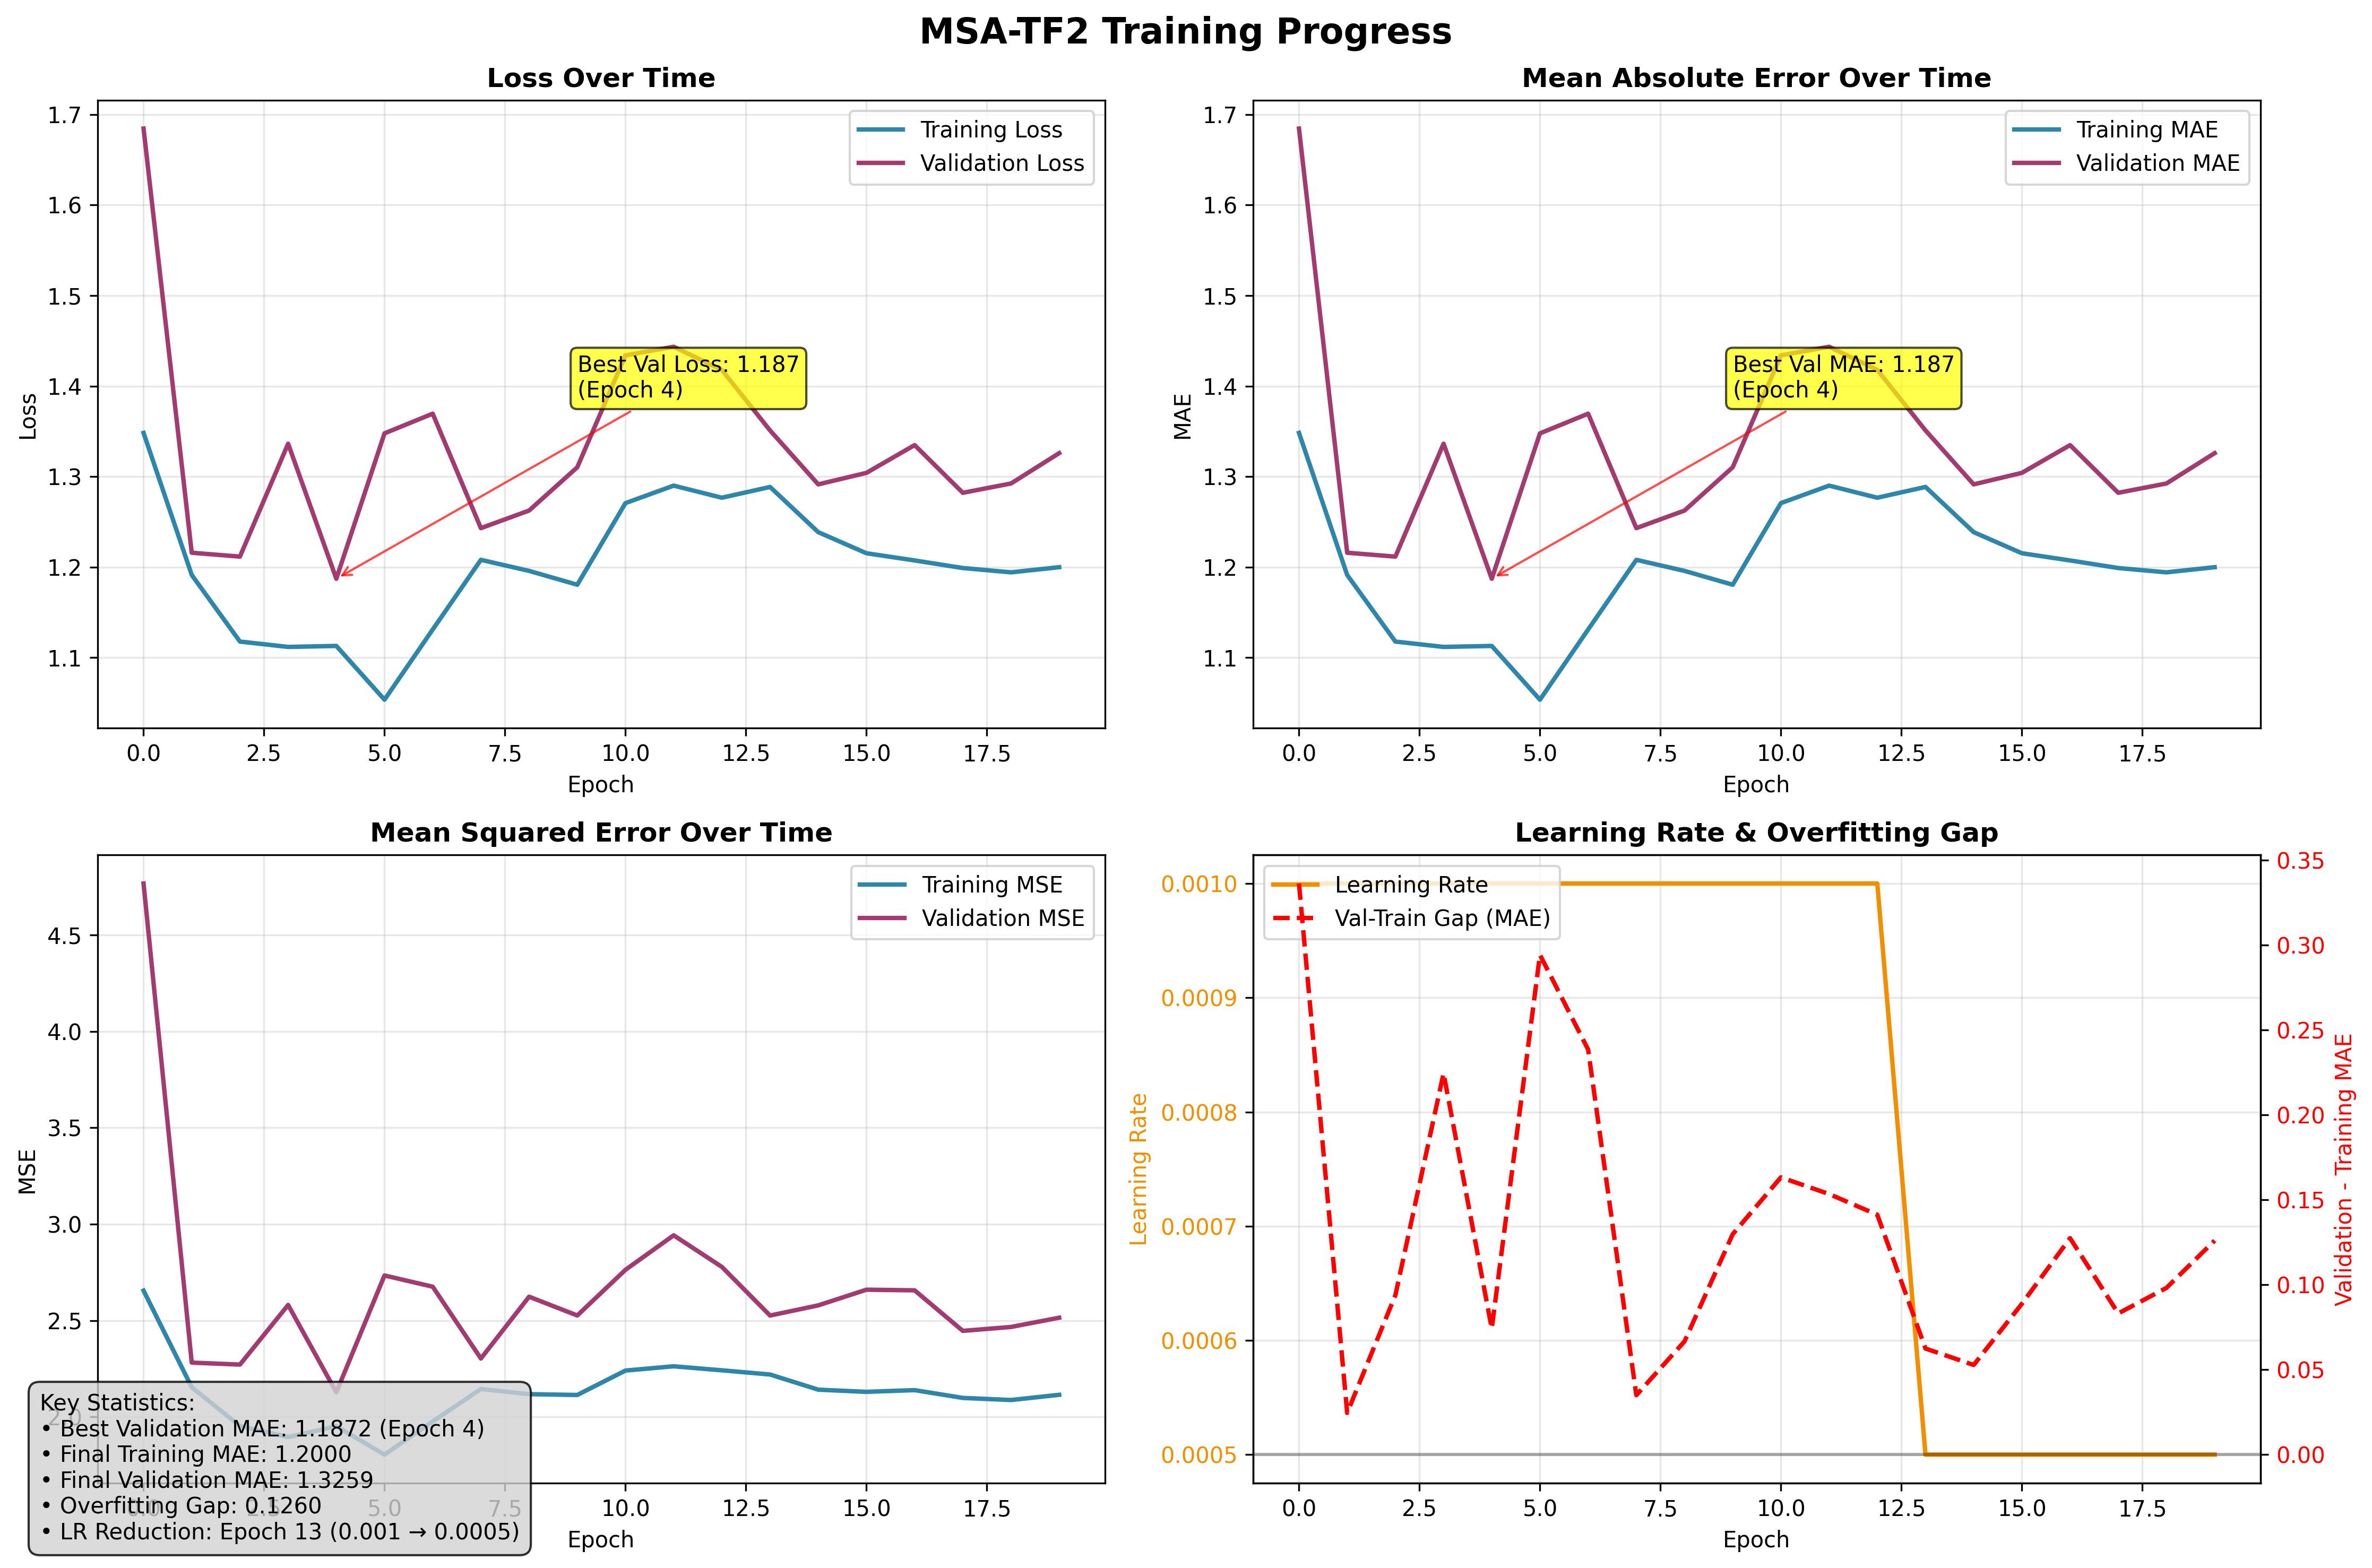 MSA-TF2 Training Progress
Loss Over Time
Training Loss
Validation Loss
Best Val Loss: 1.187
(Epoch 4)
1.7
1.6
1.5
1.4
1.3
1.2
1.1
Loss
0.0 2.5 5.0 7.5 10.0 12.5 15.0 17.5
Epoch
Mean Absolute Error Over Time
Training MAE
Validation MAE
Best Val MAE: 1.187
(Epoch 4)
1.7
1.6
1.5
1.4
1.3
1.2
1.1
MAE
0.0 2.5 5.0 7.5 10.0 12.5 15.0 17.5
Epoch
Mean Squared Error Over Time
Training MSE
Validation MSE
4.5
4.0
3.5
3.0
2.5
2.0
MSE
0.0 2.5 5.0 7.5 10.0 12.5 15.0 17.5
Epoch
Key Statistics:
• Best Validation MAE: 1.1872 (Epoch 4)
• Final Training MAE: 1.2000
• Final Validation MAE: 1.3259
• Overfitting Gap: 0.1260
• LR Reduction: Epoch 13 (0.001 → 0.0005)
Learning Rate & Overfitting Gap
Learning Rate
Val-Train Gap (MAE)
0.0010
0.0009
0.0008
0.0007
0.0006
0.0005
Learning Rate
0.35
0.30
0.25
0.20
0.15
0.10
0.05
0.00
Validation - Training MAE
0.0 2.5 5.0 7.5 10.0 12.5 15.0 17.5
Epoch